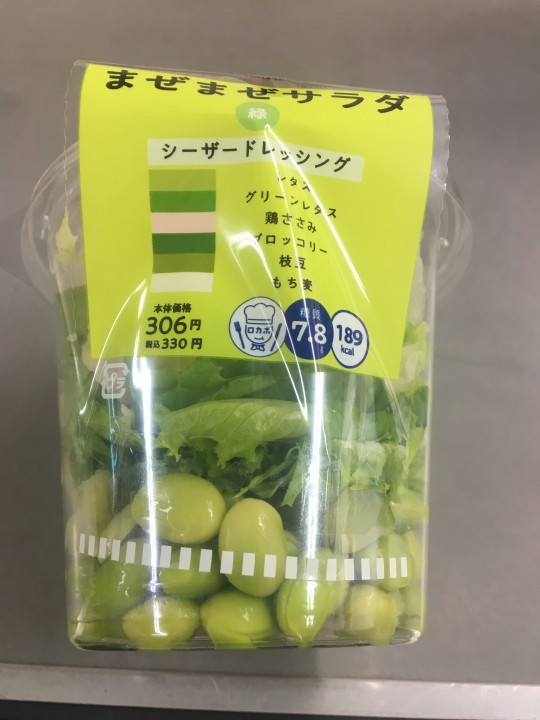 まぜまぜサラダ
緑
シーザードレッシング
レタス
グリーンレタス
鶏ささみ
ブロッコリー
枝豆
もち麦
本体価格
306円
税込330円
ロカボ
糖質
7.8g
189
kcal
プラ